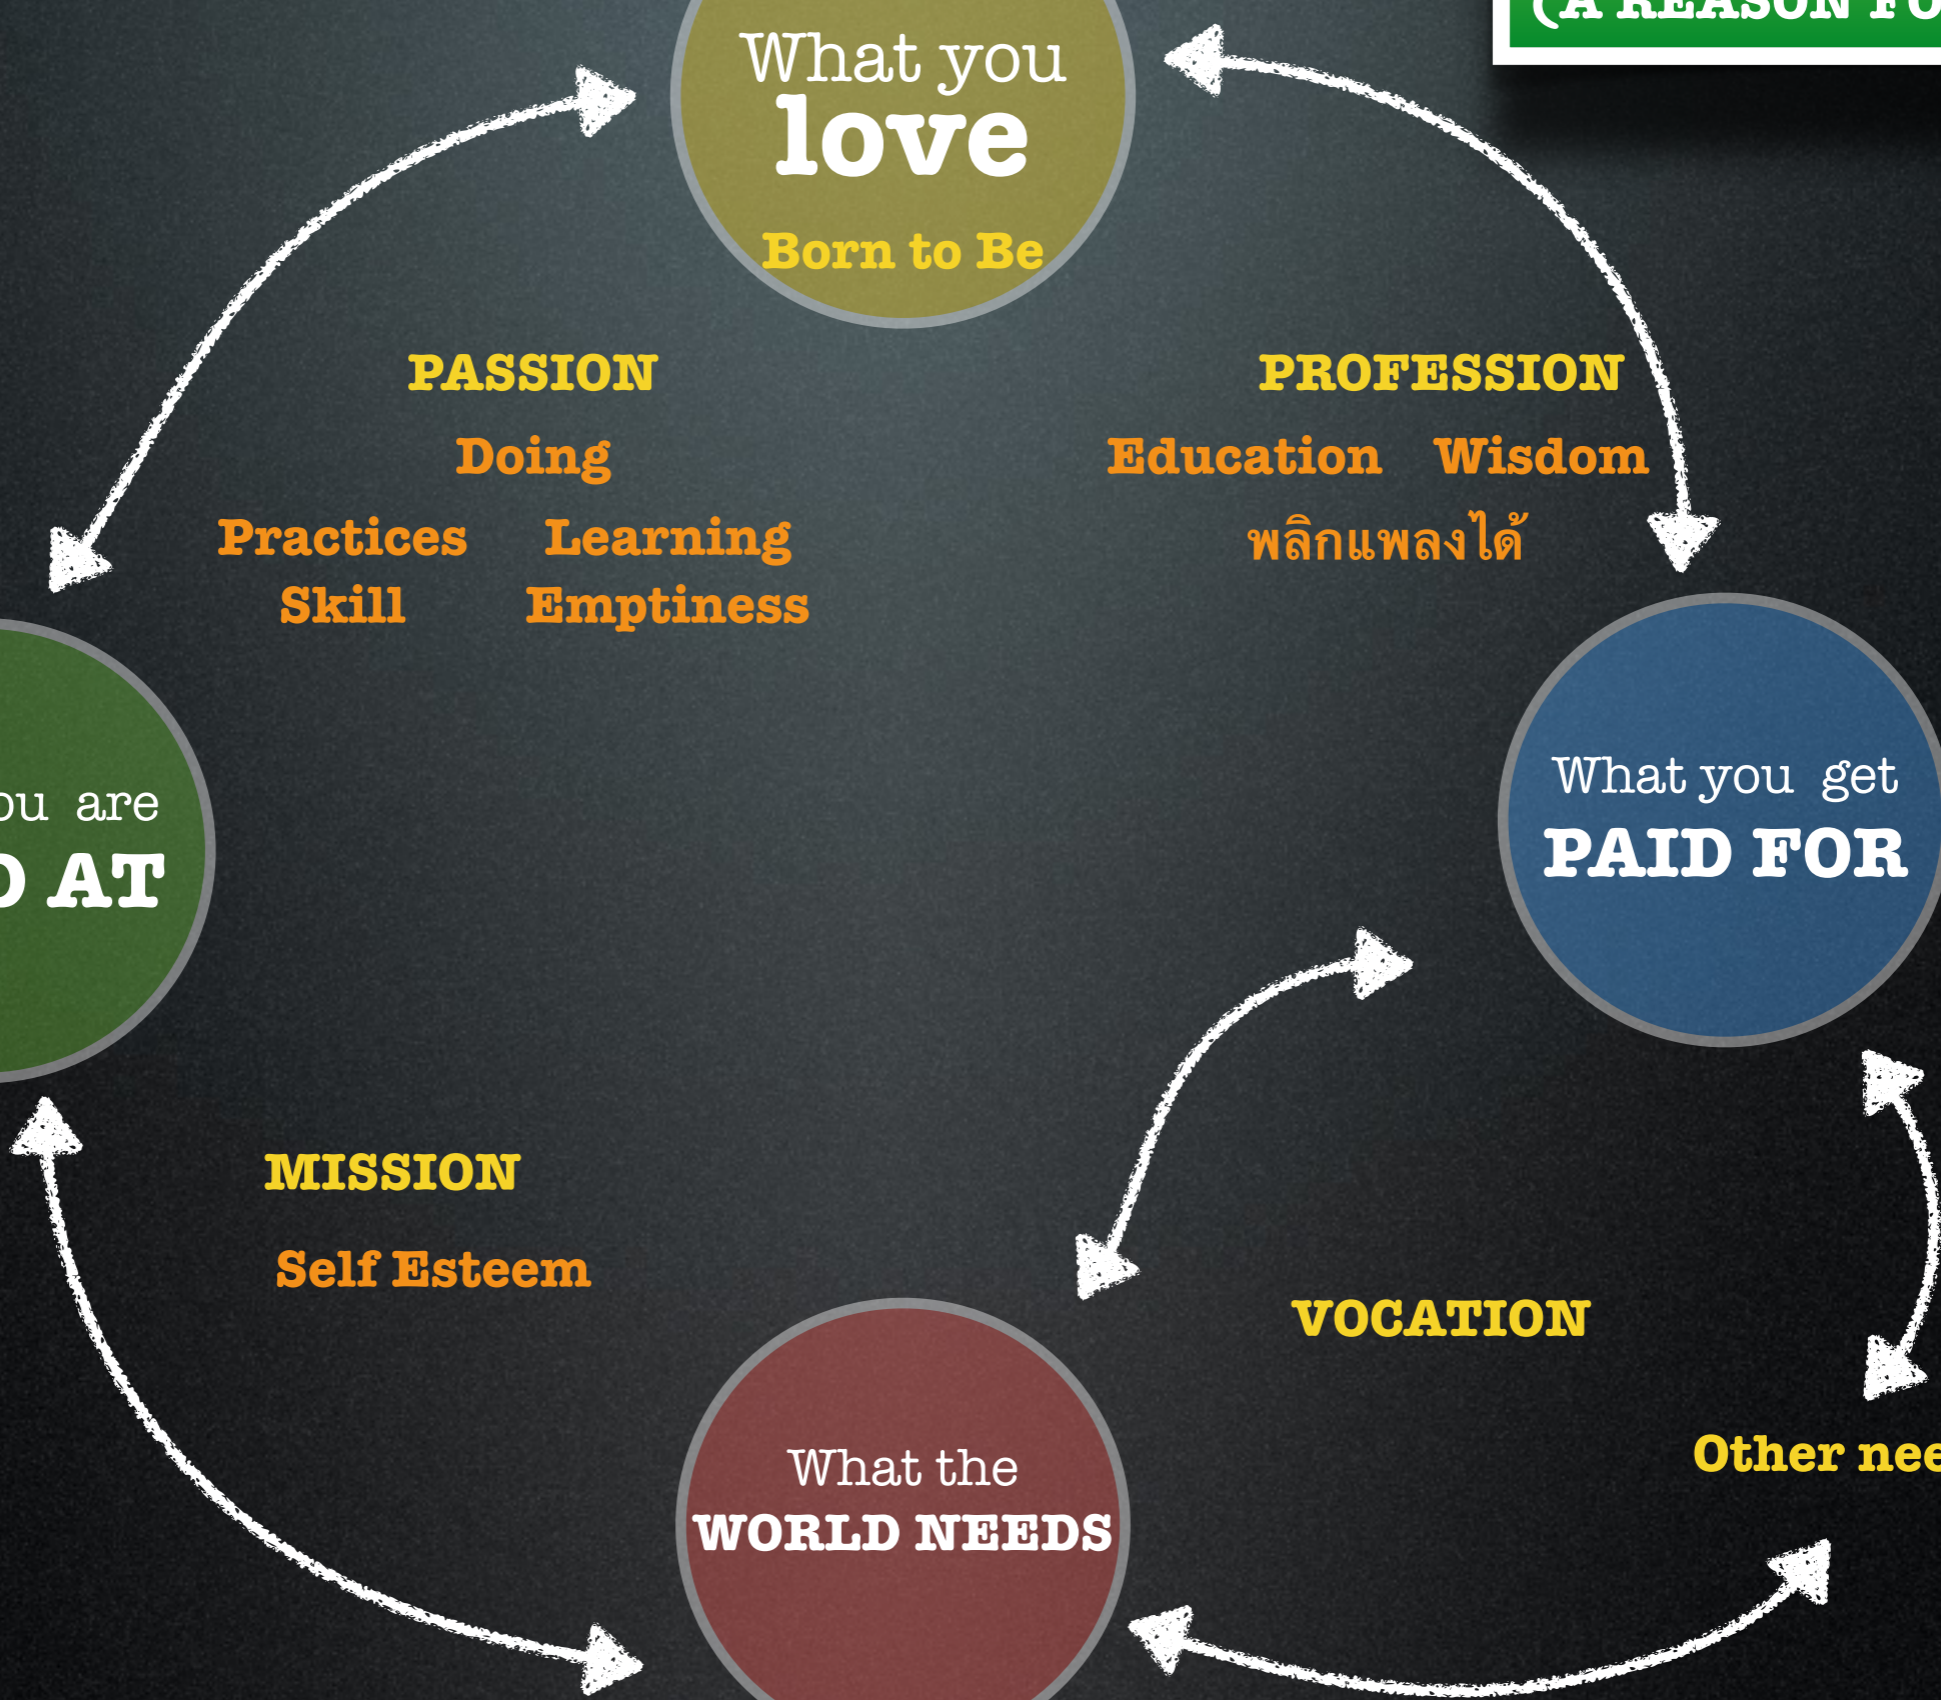 (A REASON FO
What you
love
Born to Be
PASSION
Doing
Practices Learning
Skill Emptiness
PROFESSION
Education Wisdom
พลิกแพลงได้
ou are
AT
What you get
PAID FOR
MISSION
Self Esteem
VOCATION
What the
WORLD NEEDS
Other nee